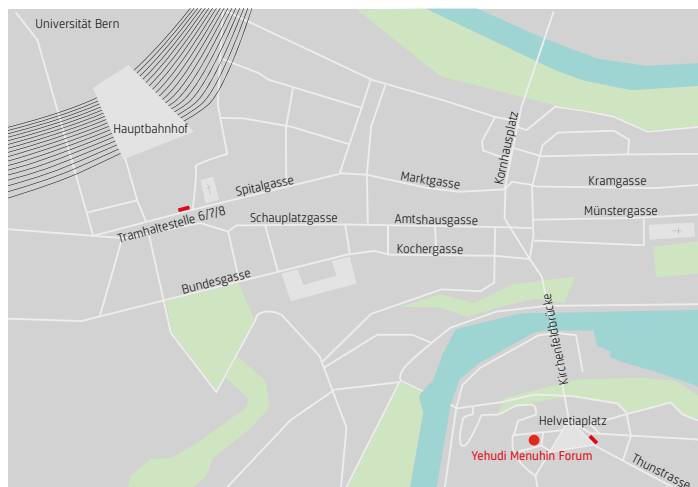 Universität Bern
Hauptbahnhof
Kornhausplatz
Spitalgasse
Marktgasse
Kramgasse
Tramhaltestelle 6/7/8
Schauplatzgasse
Amtshausgasse
Münstergasse
Kochergasse
Bundesgasse
Kirchenfeldbrücke
Helvetiaplatz
Yehudi Menuhin Forum
Thunstrasse